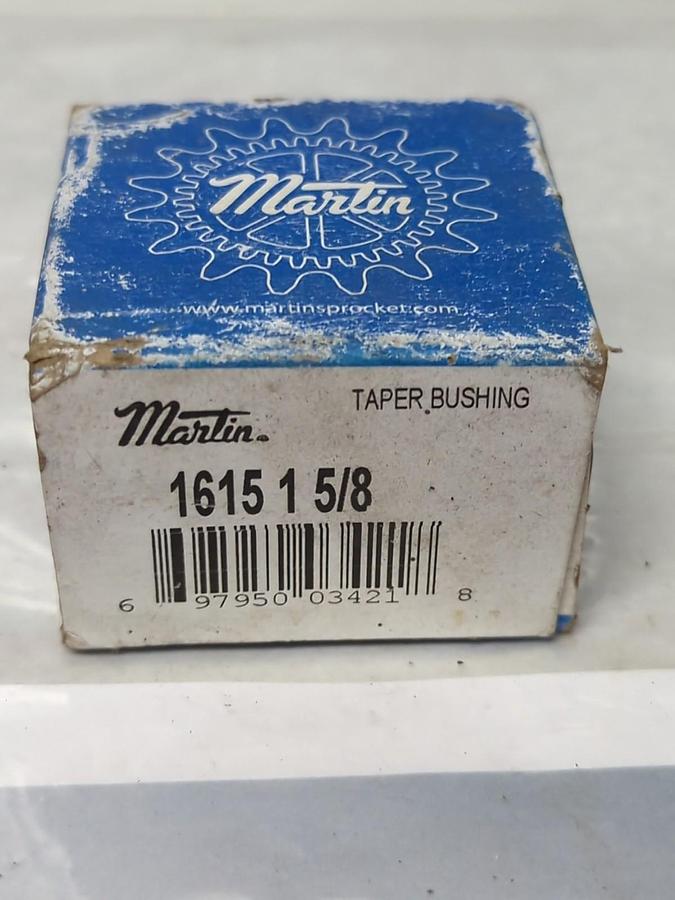 Martin
www.martinsprocket.com
TAPER BUSHING
Martin
1615 1 5/8
6 97950 03421 8